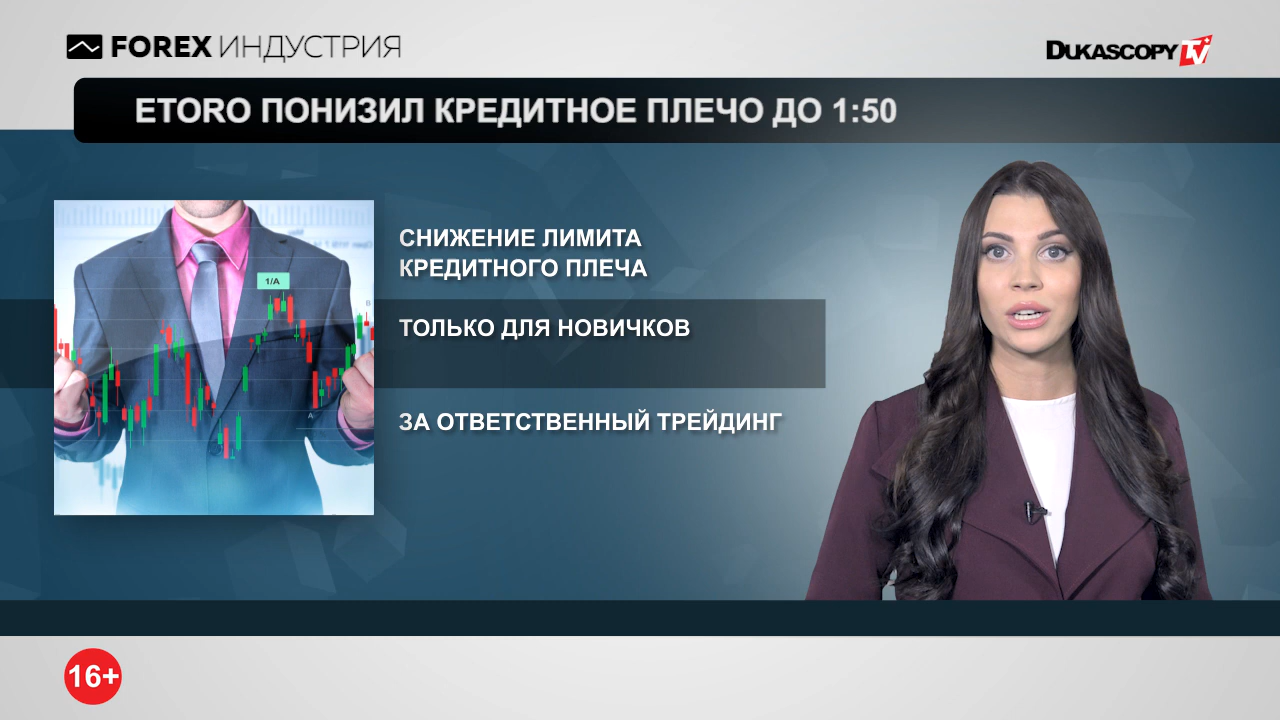 FOREX ИНДУСТРИЯ
DUKASCOPY TV
ETORO ПОНИЗИЛ КРЕДИТНОЕ ПЛЕЧО ДО 1:50
1/A
B
СНИЖЕНИЕ ЛИМИТА
КРЕДИТНОГО ПЛЕЧА
ТОЛЬКО ДЛЯ НОВИЧКОВ
A
ЗА ОТВЕТСТВЕННЫЙ ТРЕЙДИНГ
16+